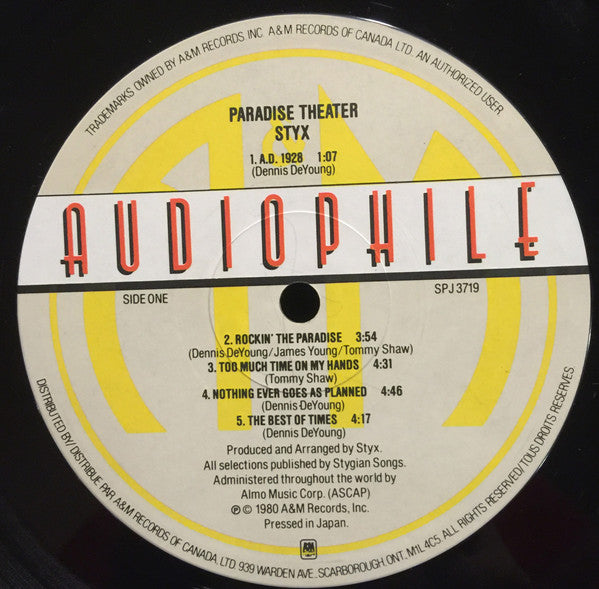 TRADEMARKS OWNED BY A&M RECORDS INC. A&M RECORDS OF CANADA LTD. AN AUTHORIZED USER
PARADISE THEATER
STYX
1. A.D. 1928 1:07
(Dennis DeYoung)
AUDIOPHILE
SIDE ONE
SPJ 3719
2. ROCKIN' THE PARADISE 3:54
(Dennis DeYoung/James Young/Tommy Shaw)
3. TOO MUCH TIME ON MY HANDS 4:31
(Tommy Shaw)
4. NOTHING EVER GOES AS PLANNED 4:46
(Dennis DeYoung)
5. THE BEST OF TIMES 4:17
(Dennis DeYoung)
Produced and Arranged by Styx.
All selections published by Stygian Songs.
Administered throughout the world by
Almo Music Corp. (ASCAP)
℗ © 1980 A&M Records, Inc.
Pressed in Japan.
A&M
DISTRIBUTED BY/DISTRIBUE PAR A&M RECORDS OF CANADA, LTD. 939 WARDEN AVE., SCARBOROUGH, ONT., M1L 4C5. ALL RIGHTS RESERVED/TOUS DROITS RESERVES